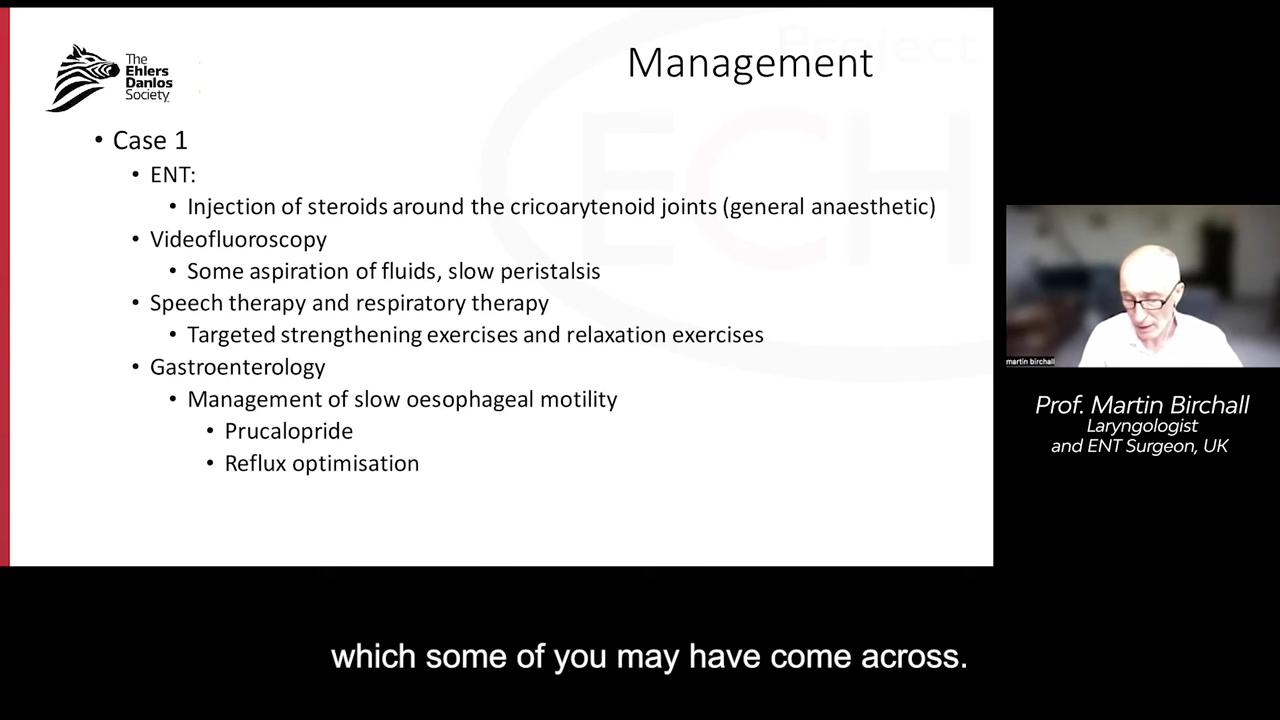 Project
ECH
The
Ehlers
Danlos
Society
Management
• Case 1
• ENT:
• Injection of steroids around the cricoarytenoid joints (general anaesthetic)
• Videofluoroscopy
• Some aspiration of fluids, slow peristalsis
• Speech therapy and respiratory therapy
• Targeted strengthening exercises and relaxation exercises
• Gastroenterology
• Management of slow oesophageal motility
• Prucalopride
• Reflux optimisation
martin birchall
Prof. Martin Birchall
Laryngologist
and ENT Surgeon, UK
which some of you may have come across.